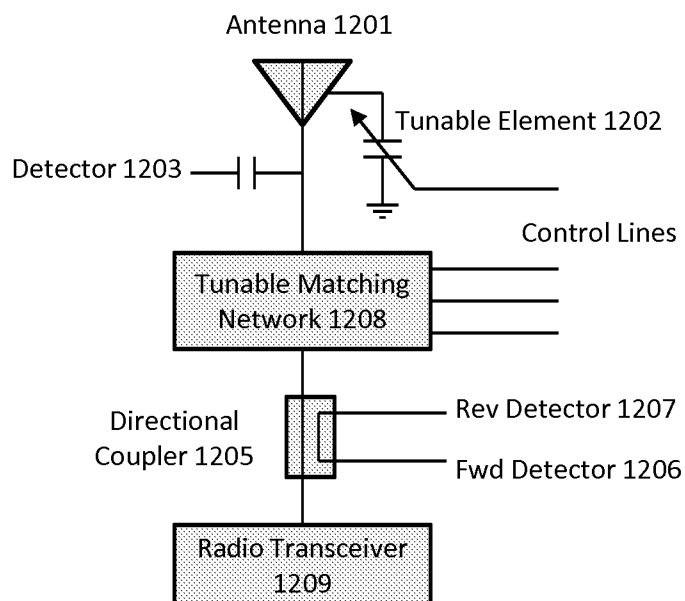 Antenna 1201
Tunable Element 1202
Detector 1203
Control Lines
Tunable Matching
Network 1208
Directional
Coupler 1205
Rev Detector 1207
Fwd Detector 1206
Radio Transceiver
1209